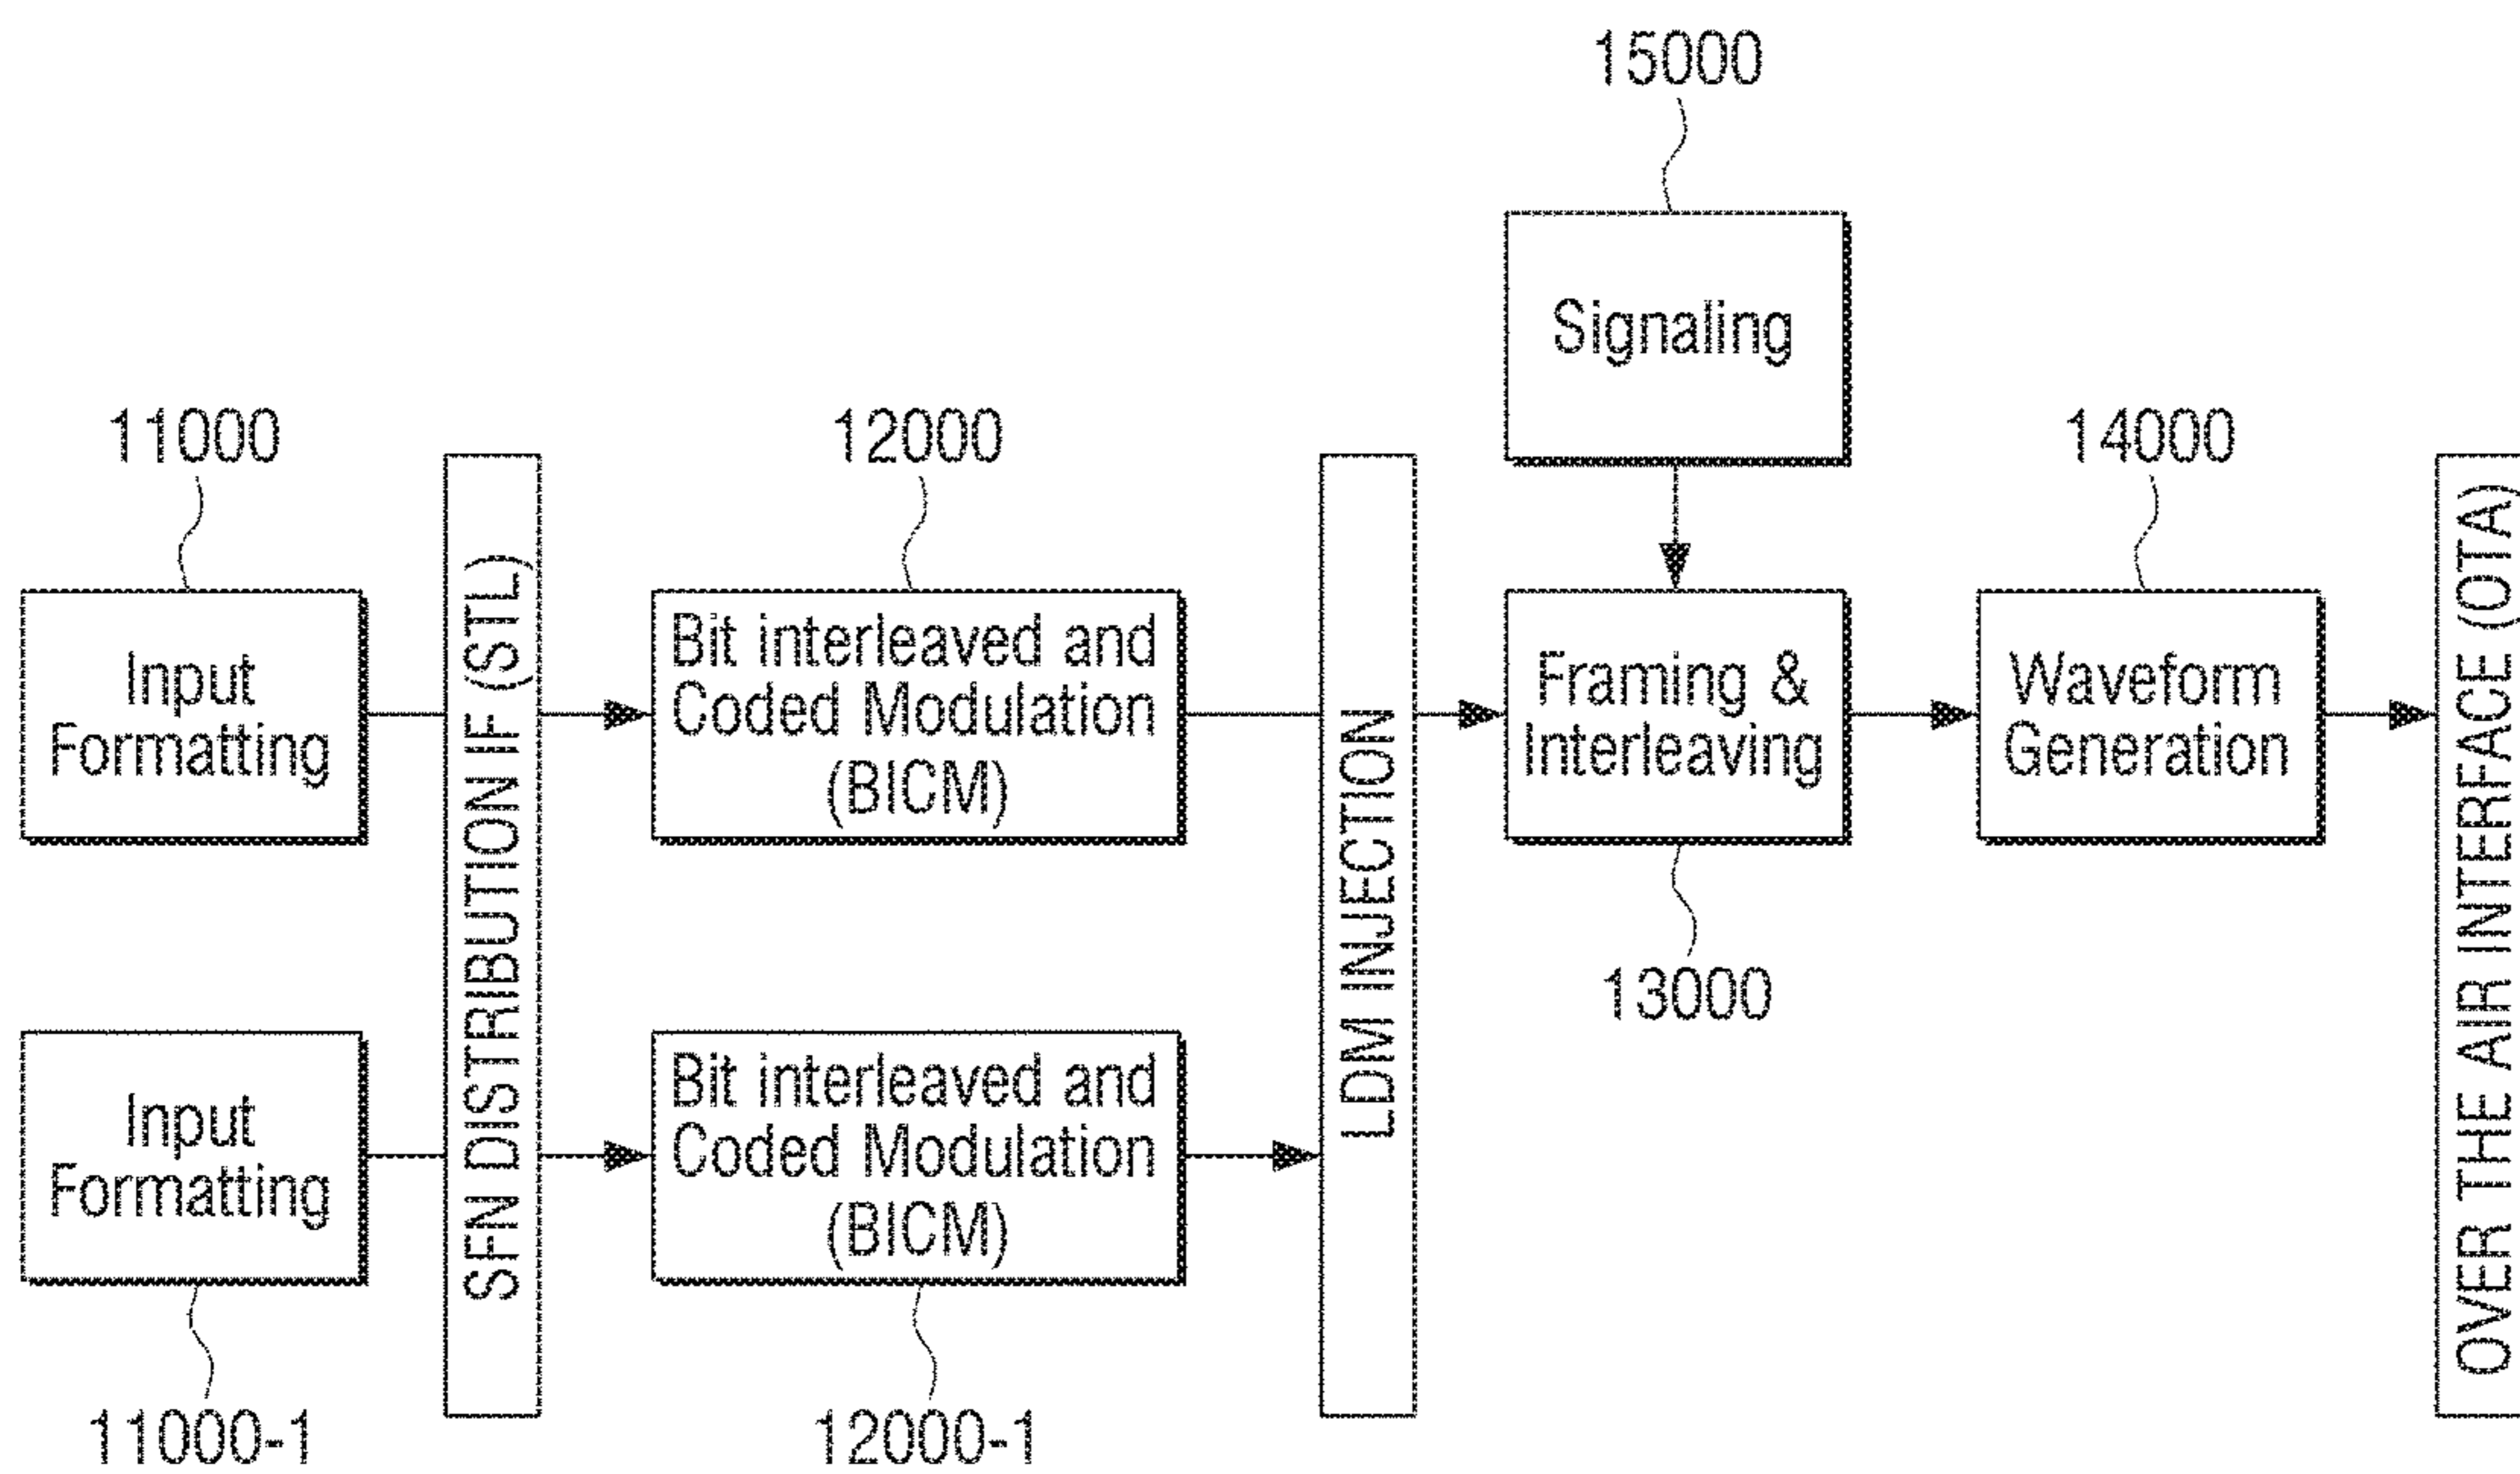 15000
Signaling
11000
12000
14000
Input
Formatting
SFN DISTRIBUTION IF (STL)
Bit interleaved and
Coded Modulation
(BICM)
LDM INJECTION
Framing &
Interleaving
Waveform
Generation
OVER THE AIR INTERFACE (OTA)
13000
Input
Formatting
Bit interleaved and
Coded Modulation
(BICM)
11000-1
12000-1